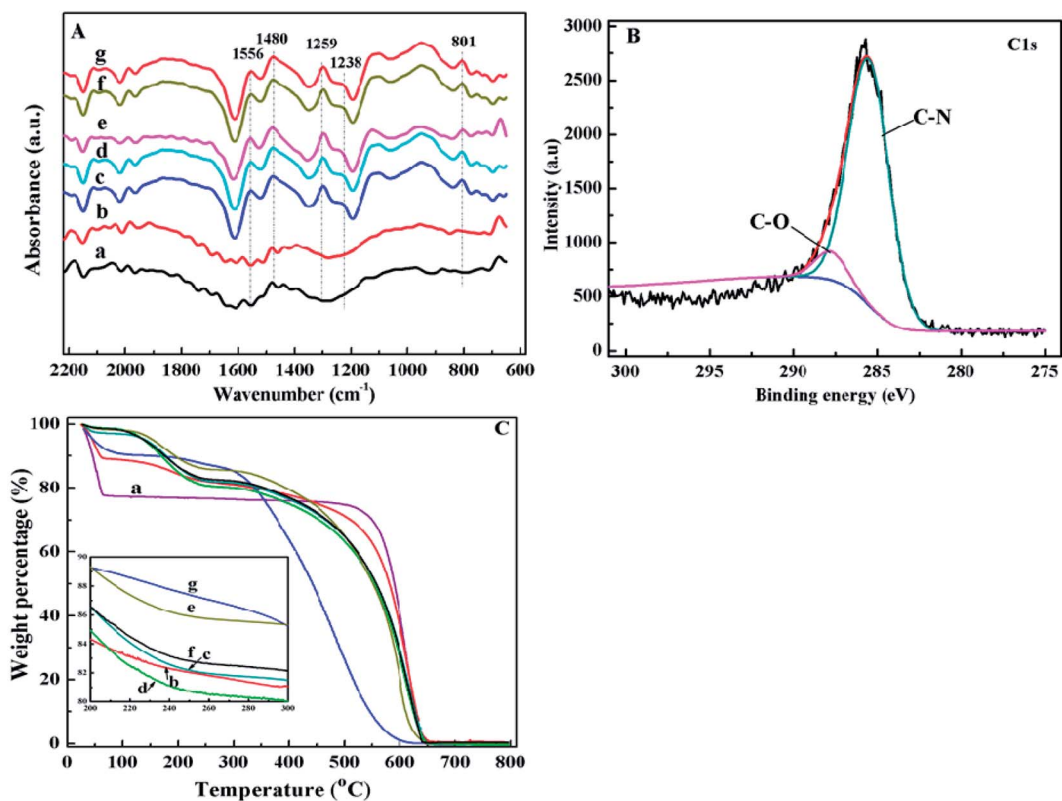 A
1556
1480
1259
1238
801
g
f
e
d
c
b
a
Absorbance (a.u.)
2200 2000 1800 1600 1400 1200 1000 800 600
Wavenumber (cm⁻¹)
B
C1s
C-N
C-O
Intensity (a.u)
3000
2500
2000
1500
1000
500
0
301 295 290 285 280 275
Binding energy (eV)
C
a
Weight percentage (%)
100
80
60
40
20
0
0 100 200 300 400 500 600 700 800
Temperature (°C)
90
88
86
84
82
80
200 220 240 260 280 300
g
e
f c
b
d